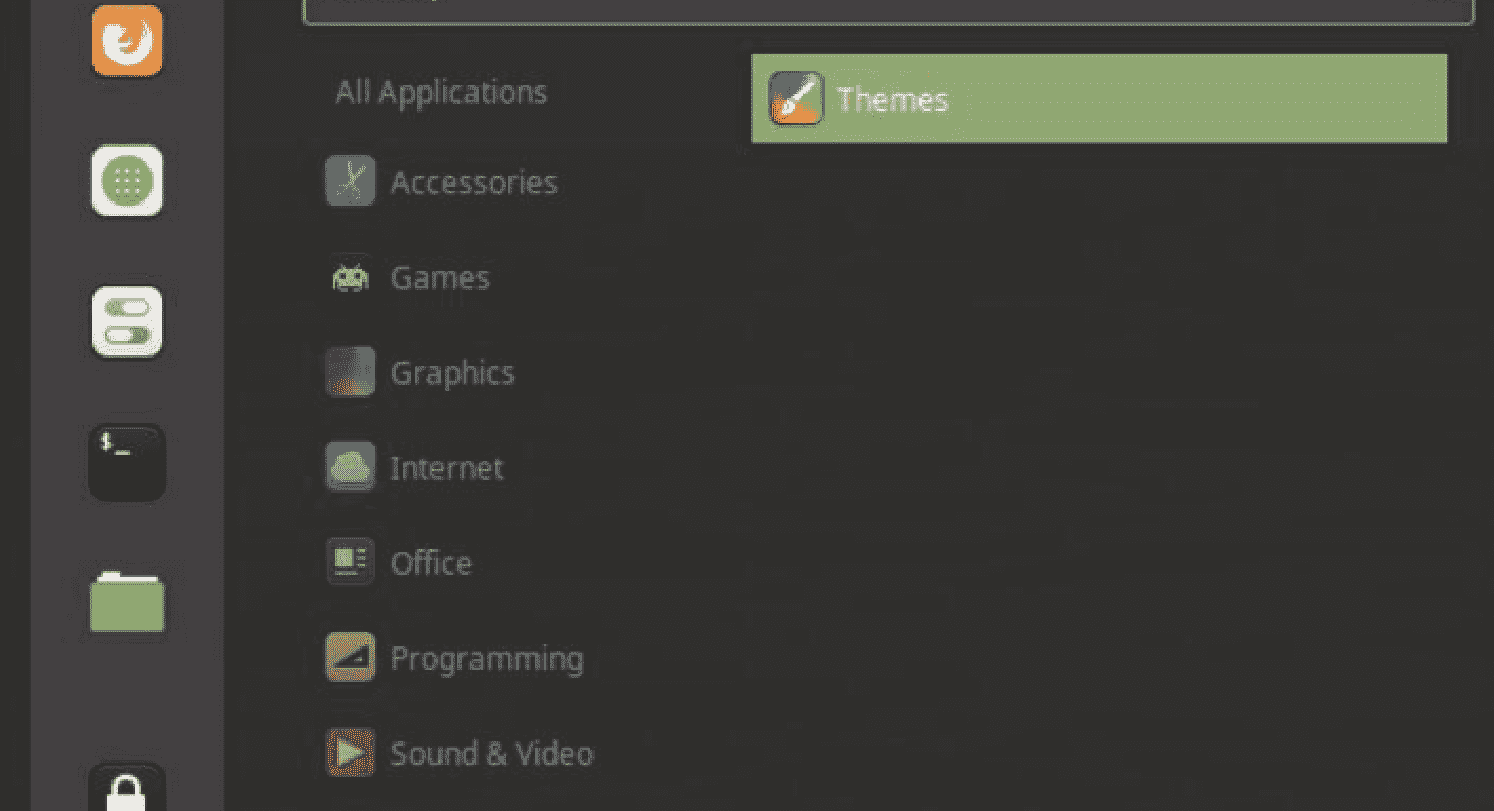 All Applications
Themes
Accessories
Games
Graphics
Internet
Office
Programming
Sound & Video
$_